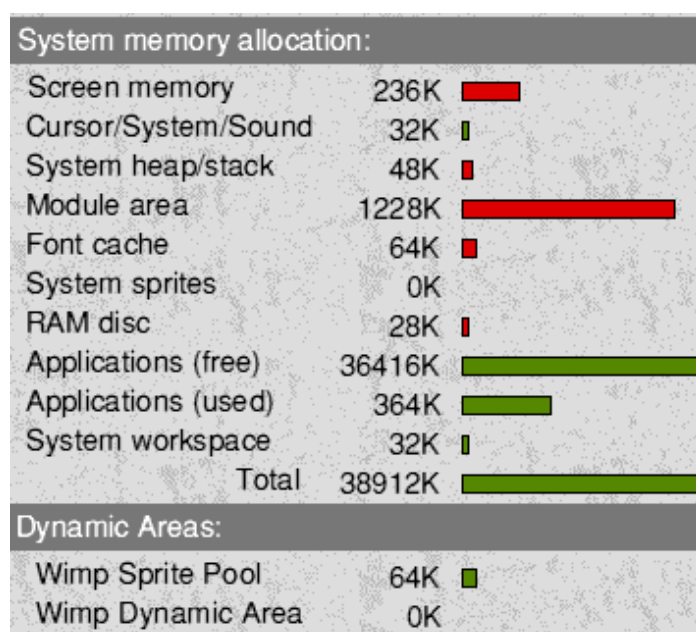 System memory allocation:
Screen memory 236K
Cursor/System/Sound 32K
System heap/stack 48K
Module area 1228K
Font cache 64K
System sprites 0K
RAM disc 28K
Applications (free) 36416K
Applications (used) 364K
System workspace 32K
Total 38912K
Dynamic Areas:
Wimp Sprite Pool 64K
Wimp Dynamic Area 0K